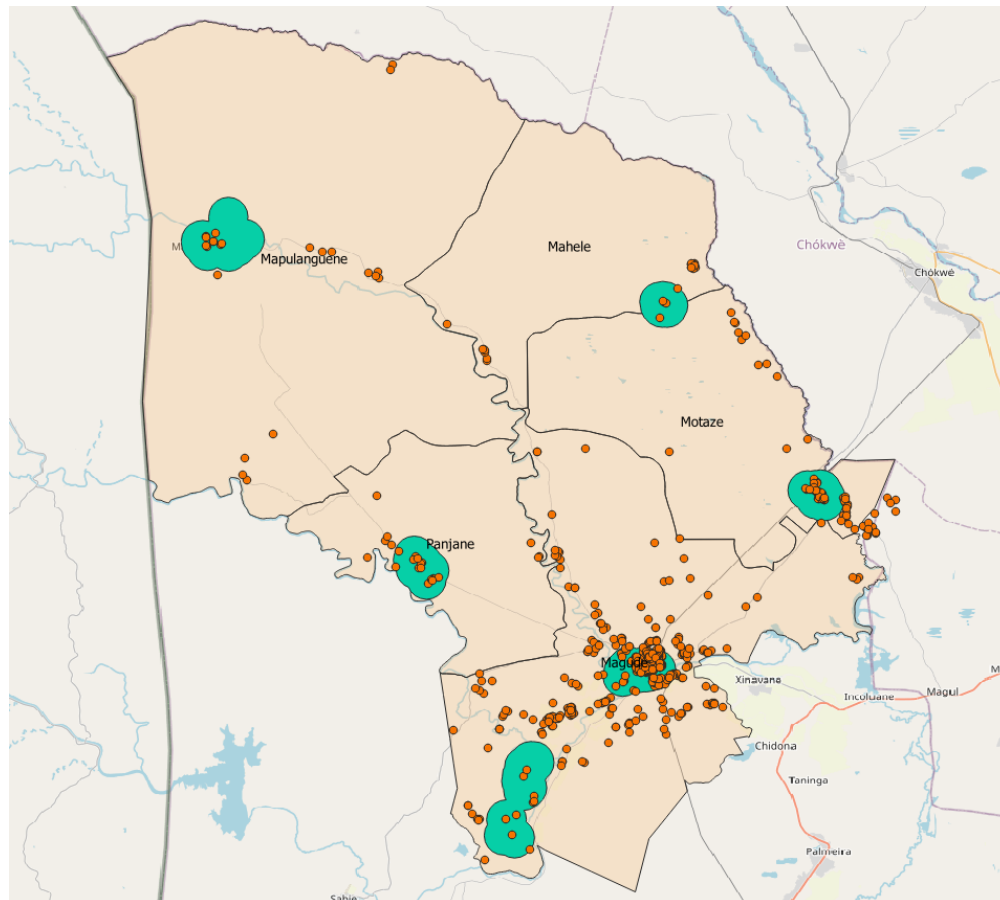 Mahele
Chókwè
Mapulanguene
Chókwè
Motaze
Panjane
Magude
Xinavane
Incoluane
Magul
Chidona
Taninga
Palmeira
Sabie